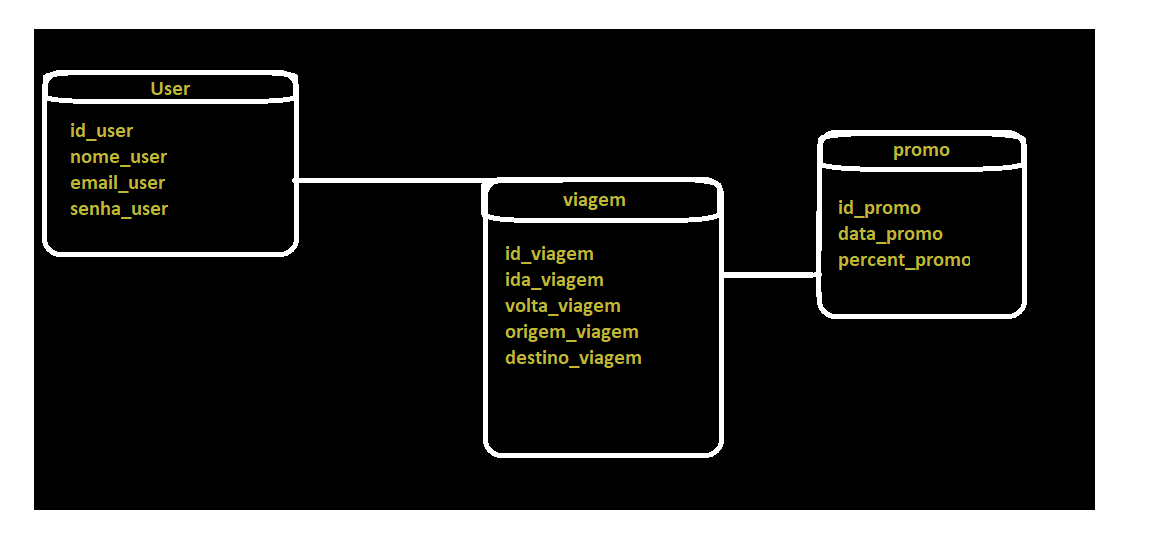 User
id_user
nome_user
email_user
senha_user
viagem
id_viagem
ida_viagem
volta_viagem
origem_viagem
destino_viagem
promo
id_promo
data_promo
percent_promo